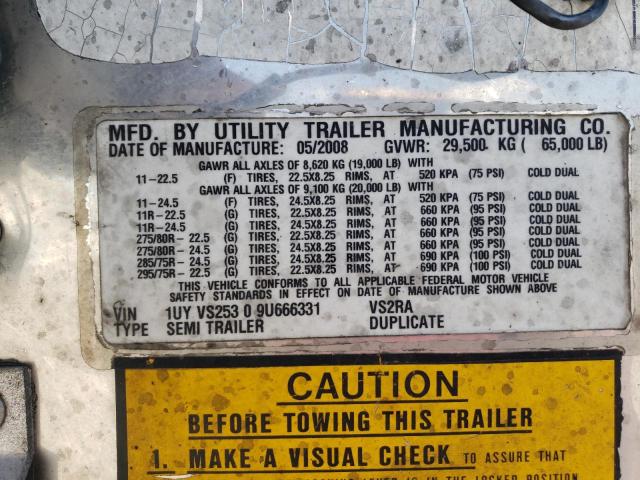 MFD. BY UTILITY TRAILER MANUFACTURING CO.
DATE OF MANUFACTURE: 05/2008 GVWR: 29,500 KG ( 65,000 LB)
GAWR ALL AXLES OF 8,620 KG (19,000 LB) WITH
11-22.5 (F) TIRES, 22.5X8.25 RIMS, AT 520 KPA (75 PSI) COLD DUAL
GAWR ALL AXLES OF 9,100 KG (20,000 LB) WITH
11-24.5 (F) TIRES, 24.5X8.25 RIMS, AT 520 KPA (75 PSI) COLD DUAL
11R-22.5 (G) TIRES, 22.5X8.25 RIMS, AT 660 KPA (95 PSI) COLD DUAL
11R-24.5 (G) TIRES, 24.5X8.25 RIMS, AT 660 KPA (95 PSI) COLD DUAL
275/80R- 22.5 (G) TIRES, 22.5X8.25 RIMS, AT 660 KPA (95 PSI) COLD DUAL
275/80R- 24.5 (G) TIRES, 24.5X8.25 RIMS, AT 660 KPA (95 PSI) COLD DUAL
285/75R- 24.5 (G) TIRES, 24.5X8.25 RIMS, AT 690 KPA (100 PSI) COLD DUAL
295/75R- 22.5 (G) TIRES, 22.5X8.25 RIMS, AT 690 KPA (100 PSI) COLD DUAL
THIS VEHICLE CONFORMS TO ALL APPLICABLE FEDERAL MOTOR VEHICLE
SAFETY STANDARDS IN EFFECT ON DATE OF MANUFACTURE SHOWN ABOVE
VIN 1UY VS253 0 9U666331 VS2RA
TYPE SEMI TRAILER DUPLICATE
CAUTION
BEFORE TOWING THIS TRAILER
1. MAKE A VISUAL CHECK TO ASSURE THAT
IS IN THE LOCKED POSITION